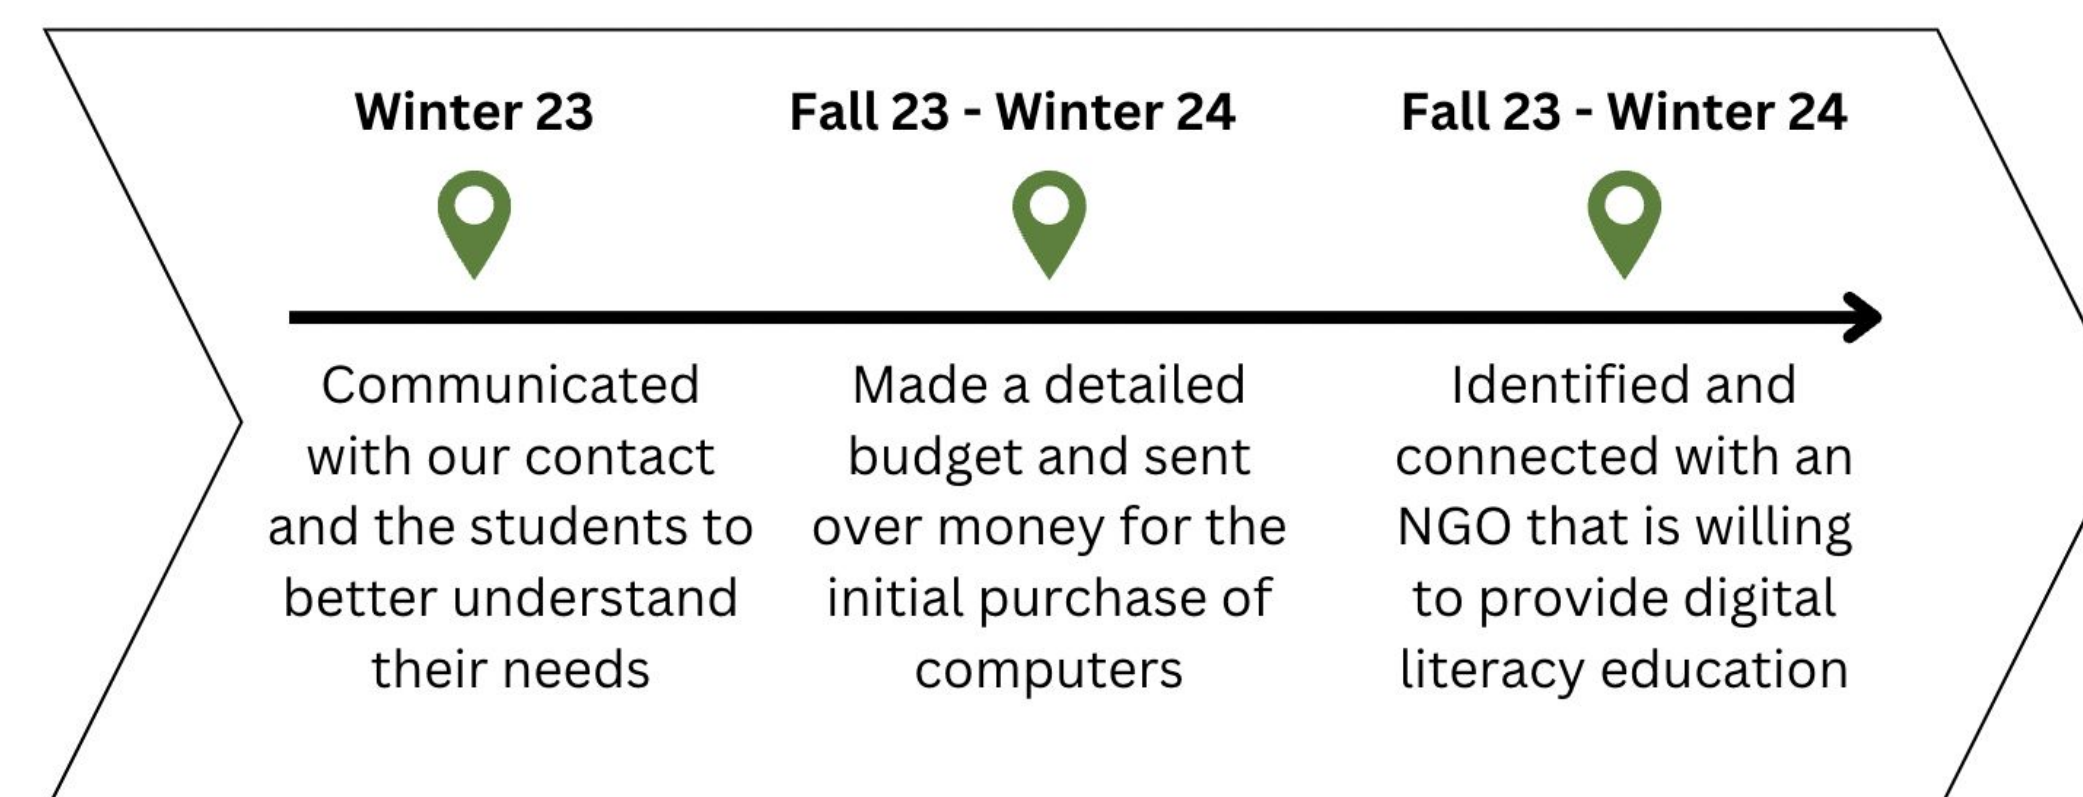 Winter 23
Communicated
with our contact
and the students to
better understand
their needs
Fall 23 - Winter 24
Made a detailed
budget and sent
over money for the
initial purchase of
computers
Fall 23 - Winter 24
Identified and
connected with an
NGO that is willing
to provide digital
literacy education